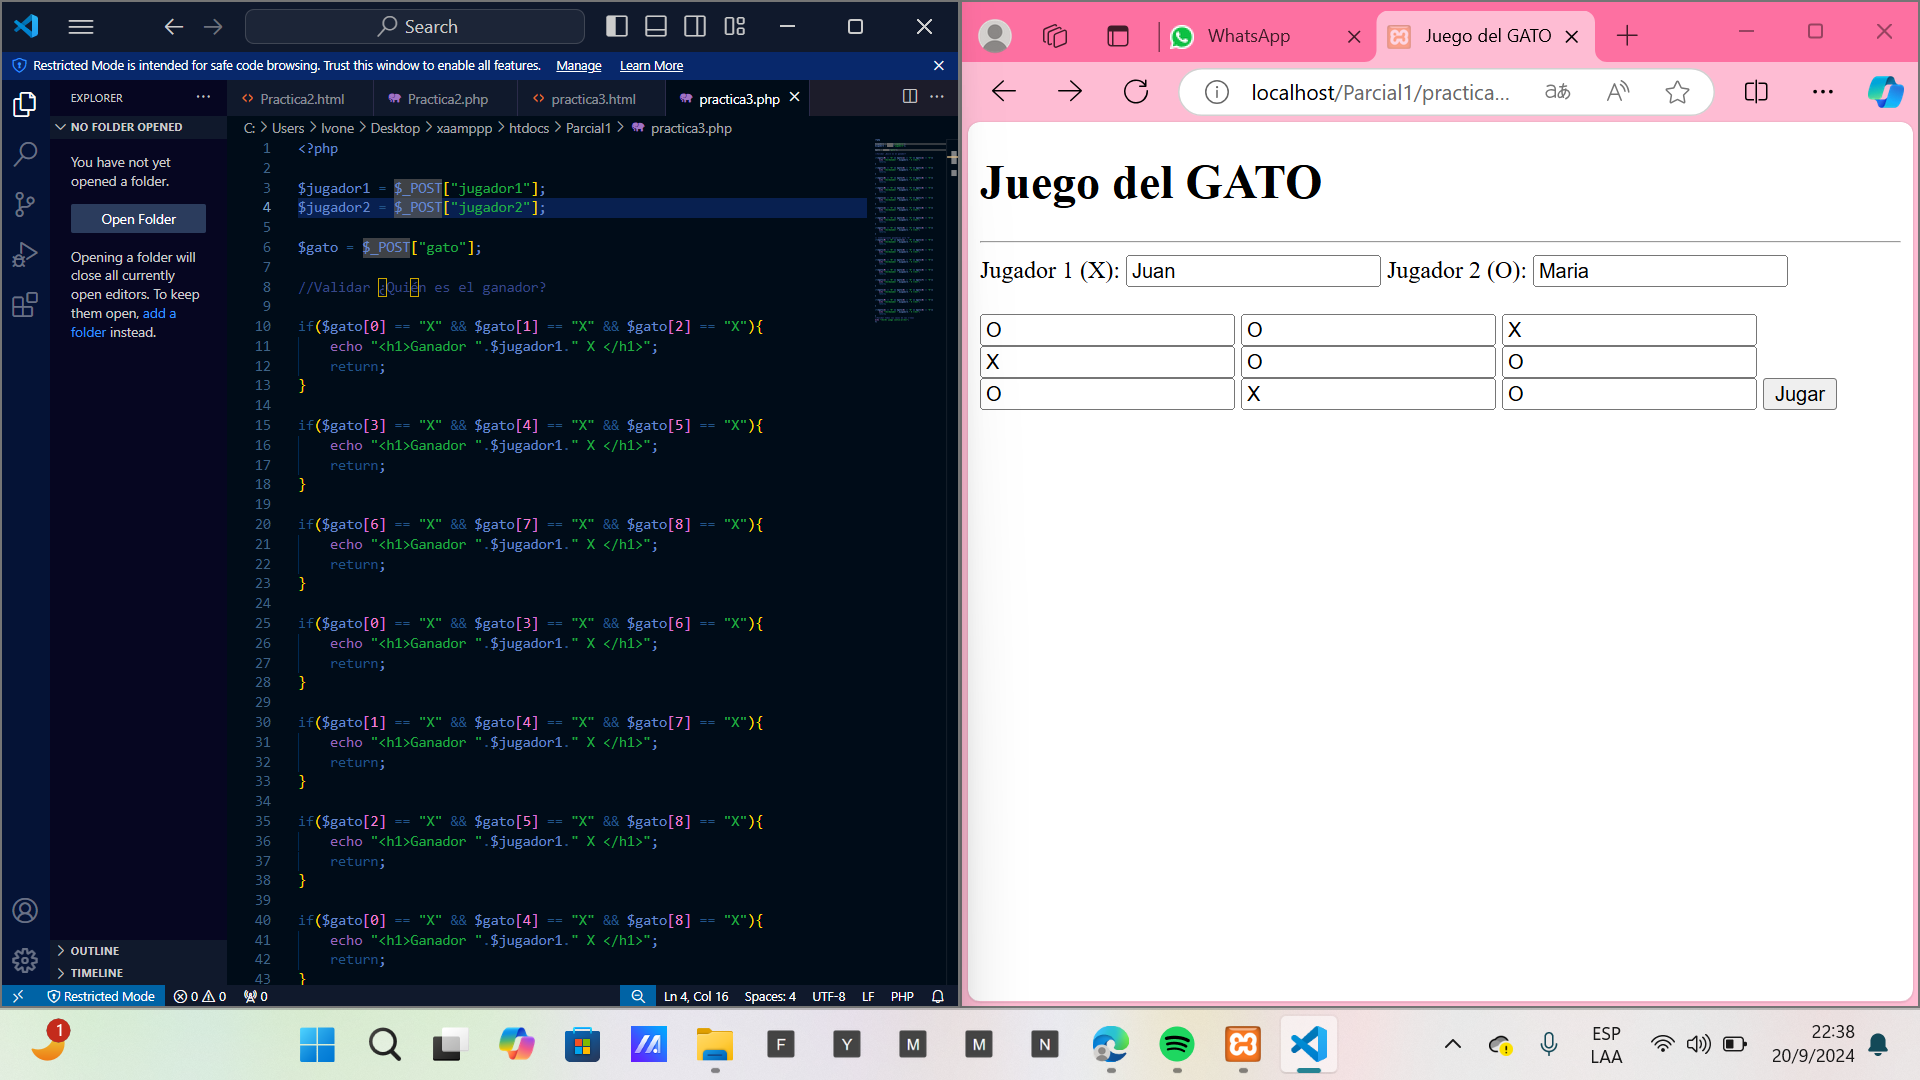 Search
Restricted Mode is intended for safe code browsing. Trust this window to enable all features. Manage Learn More
EXPLORER
NO FOLDER OPENED
You have not yet
opened a folder.
Open Folder
Opening a folder will
close all currently
open editors. To keep
them open, add a
folder instead.
OUTLINE
TIMELINE
Practica2.html Practica2.php practica3.html practica3.php
C: > Users > Ivone > Desktop > xaamppp > htdocs > Parcial1 > practica3.php
1 <?php
2
3 $jugador1 = $_POST["jugador1"];
4 $jugador2 = $_POST["jugador2"];
5
6 $gato = $_POST["gato"];
7
8 //Validar ¿Quién es el ganador?
9
10 if($gato[0] == "X" && $gato[1] == "X" && $gato[2] == "X"){
11 echo "<h1>Ganador ".$jugador1." X </h1>";
12 return;
13 }
14
15 if($gato[3] == "X" && $gato[4] == "X" && $gato[5] == "X"){
16 echo "<h1>Ganador ".$jugador1." X </h1>";
17 return;
18 }
19
20 if($gato[6] == "X" && $gato[7] == "X" && $gato[8] == "X"){
21 echo "<h1>Ganador ".$jugador1." X </h1>";
22 return;
23 }
24
25 if($gato[0] == "X" && $gato[3] == "X" && $gato[6] == "X"){
26 echo "<h1>Ganador ".$jugador1." X </h1>";
27 return;
28 }
29
30 if($gato[1] == "X" && $gato[4] == "X" && $gato[7] == "X"){
31 echo "<h1>Ganador ".$jugador1." X </h1>";
32 return;
33 }
34
35 if($gato[2] == "X" && $gato[5] == "X" && $gato[8] == "X"){
36 echo "<h1>Ganador ".$jugador1." X </h1>";
37 return;
38 }
39
40 if($gato[0] == "X" && $gato[4] == "X" && $gato[8] == "X"){
41 echo "<h1>Ganador ".$jugador1." X </h1>";
42 return;
43 }
Restricted Mode 0 0 0 Ln 4, Col 16 Spaces: 4 UTF-8 LF PHP
WhatsApp Juego del GATO
localhost/Parcial1/practica... aあ A
Juego del GATO
Jugador 1 (X): Juan Jugador 2 (O): Maria
O O X
X O O
O X O Jugar
1 F Y M M N ESP 22:38
LAA 20/9/2024